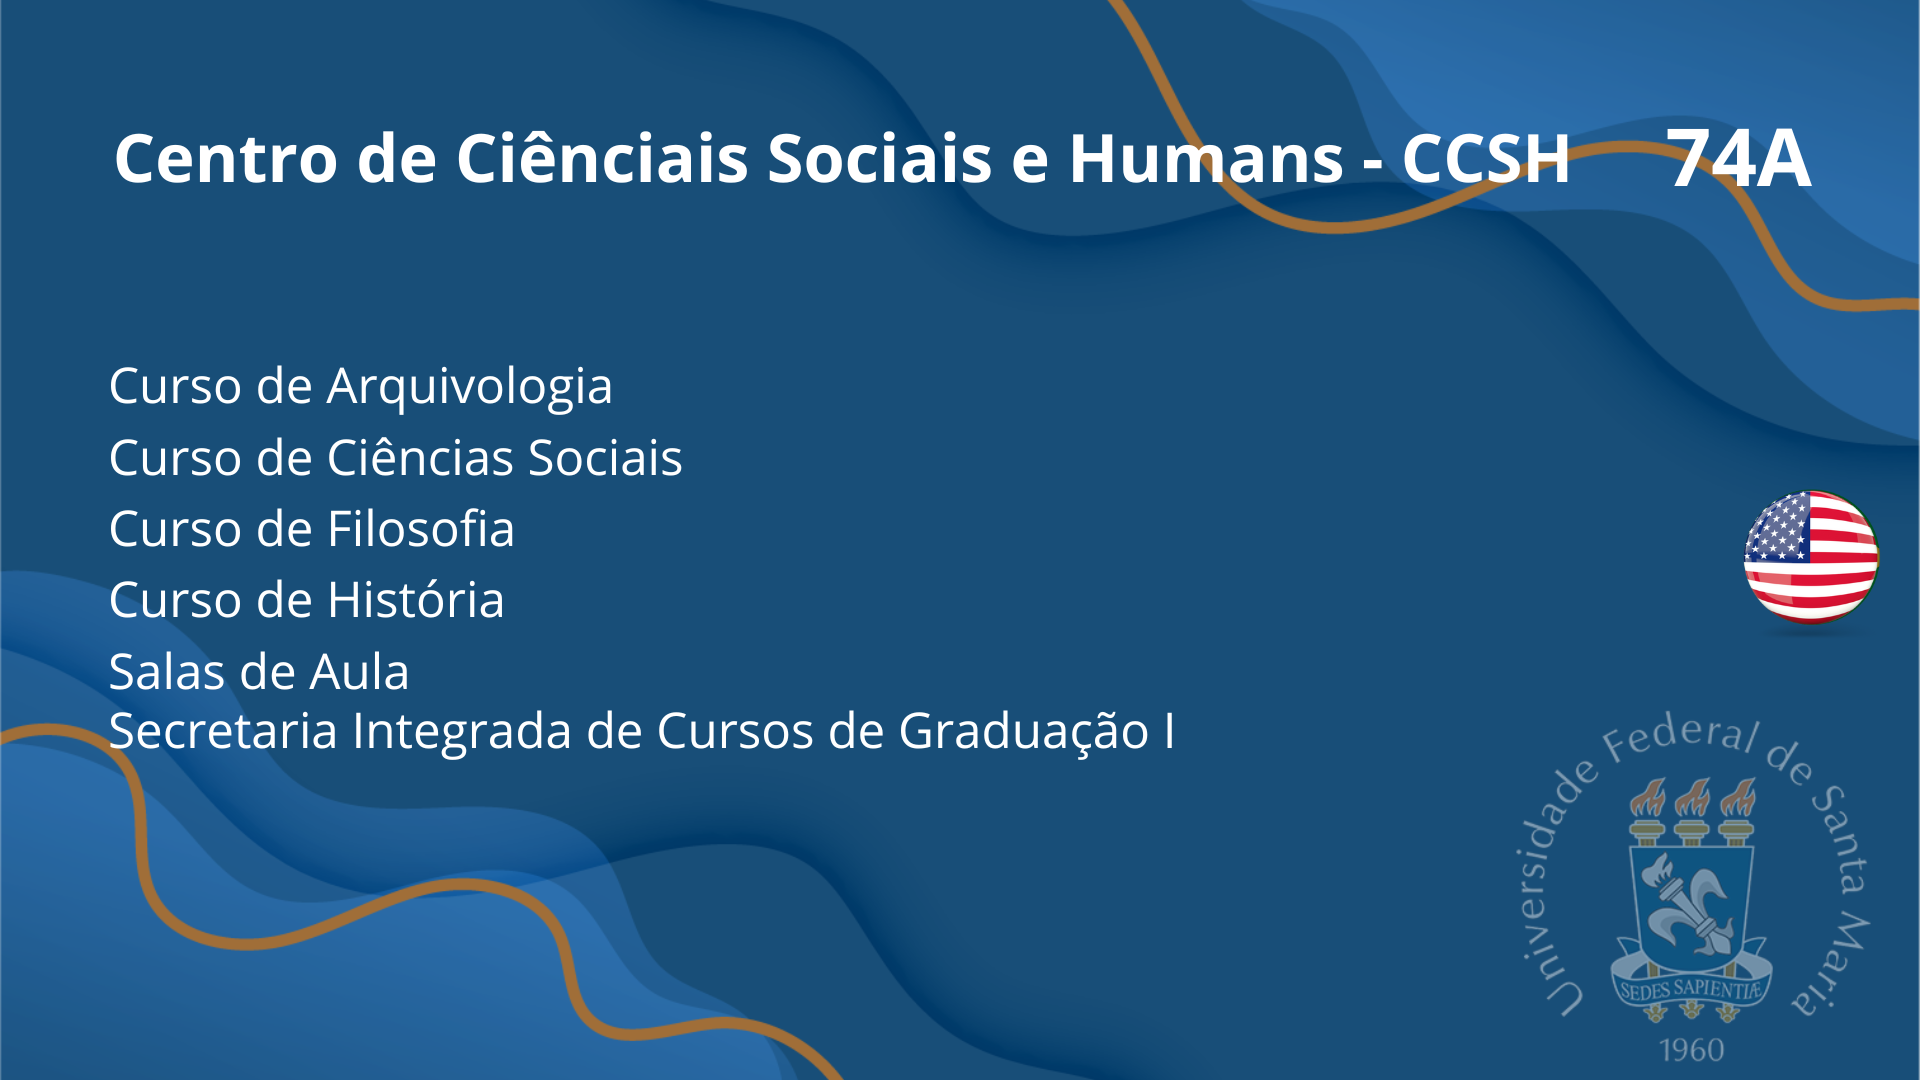 Centro de Ciênciais Sociais e Humans - CCSH 74A
Curso de Arquivologia
Curso de Ciências Sociais
Curso de Filosofia
Curso de História
Salas de Aula
Secretaria Integrada de Cursos de Graduação I
Universidade Federal de Santa Maria
SEDES SAPIENTIÆ
1960